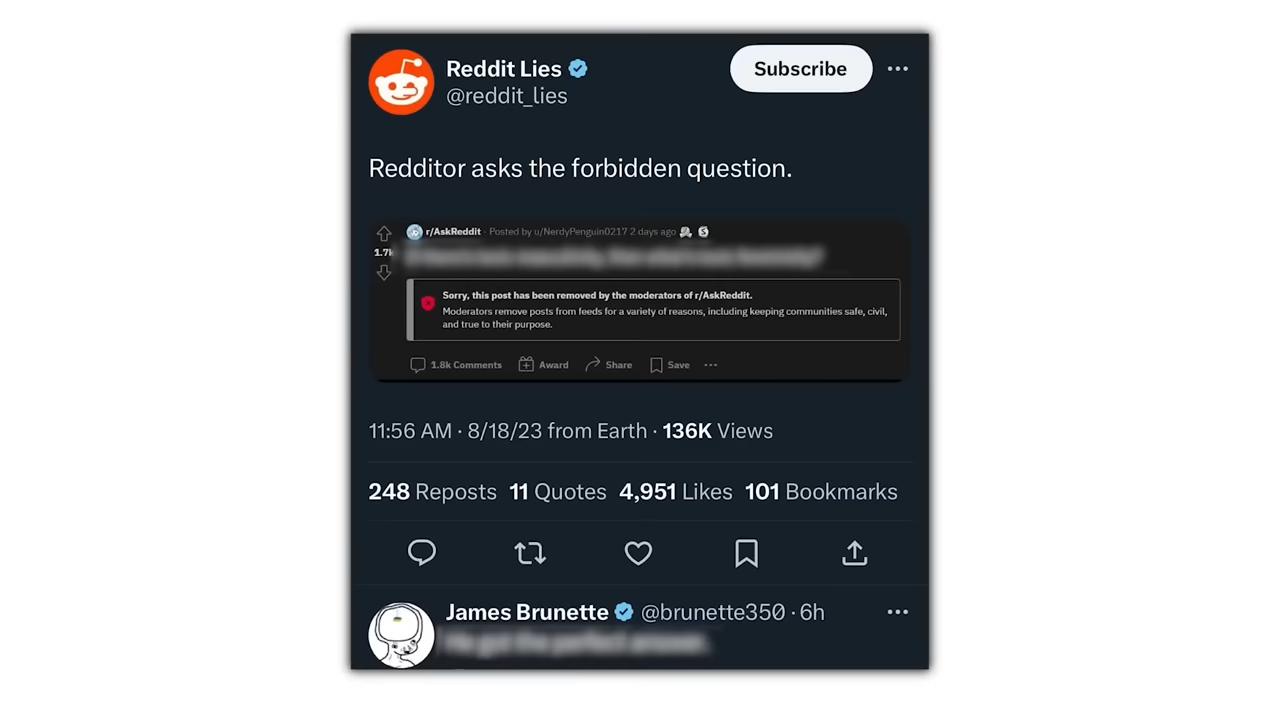 Reddit Lies
Subscribe
@reddit_lies
Redditor asks the forbidden question.
r/AskReddit · Posted by u/NerdyPenguin0217 2 days ago
1.7k
Sorry, this post has been removed by the moderators of r/AskReddit.
Moderators remove posts from feeds for a variety of reasons, including keeping communities safe, civil,
and true to their purpose.
1.8k Comments Award Share Save
11:56 AM · 8/18/23 from Earth · 136K Views
248 Reposts 11 Quotes 4,951 Likes 101 Bookmarks
James Brunette @brunette350 · 6h